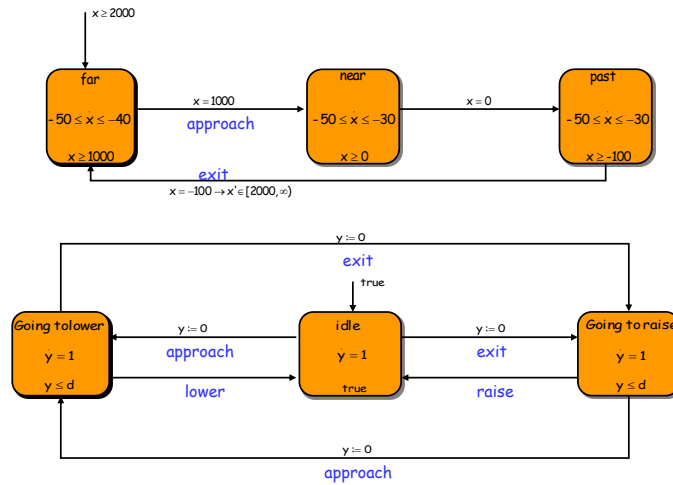 x ≥ 2000
far
near
past
-50 ≤ ẋ ≤ -40
x = 1000
-50 ≤ ẋ ≤ -30
x = 0
-50 ≤ ẋ ≤ -30
approach
x ≥ 1000
x ≥ 0
x ≥ -100
exit
x = -100 → x' ∈ [2000, ∞)
y := 0
exit
true
Going to lower
y := 0
idle
y := 0
Going to raise
approach
exit
ẏ = 1
ẏ = 1
ẏ = 1
y ≤ d
lower
true
raise
y ≤ d
y := 0
approach